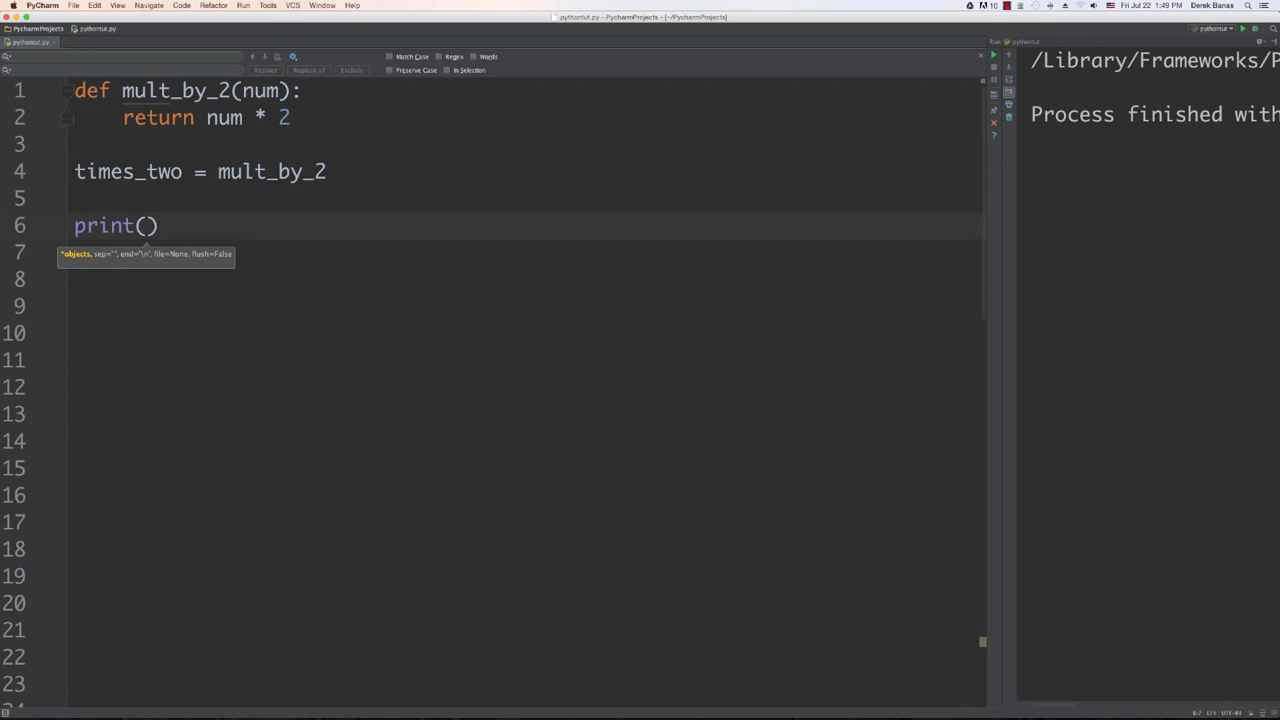 PyCharm File Edit View Navigate Code Refactor Run Tools VCS Window Help 10 Fri Jul 22 1:49 PM Derek Banas
pythontut.py - PycharmProjects - [~/PycharmProjects]
PycharmProjects pythontut.py pythontut
pythontut.py Run pythontut
Match Case Regex Words
Replace Replace all Exclude Preserve Case In Selection
1 def mult_by_2(num):
2 return num * 2
3
4 times_two = mult_by_2
5
6 print()
*objects, sep='', end='\n', file=None, flush=False
7
8
9
10
11
12
13
14
15
16
17
18
19
20
21
22
23
/Library/Frameworks/P
Process finished with
6:7 LF÷ UTF-8÷